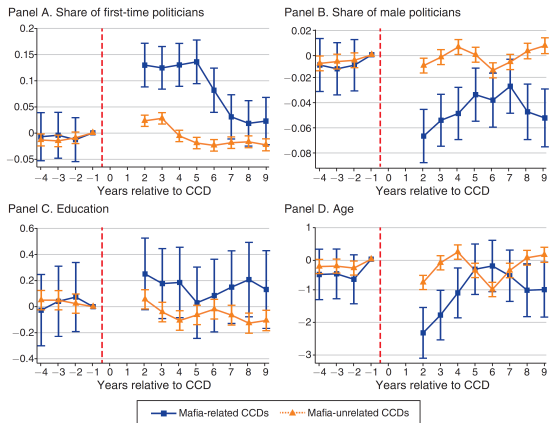 Panel A. Share of first-time politicians
0.2
0.15
0.1
0.05
0
−0.05
−4 −3 −2 −1 0 1 2 3 4 5 6 7 8 9
Years relative to CCD
Panel B. Share of male politicians
0.02
0
−0.02
−0.04
−0.06
−0.08
−4 −3 −2 −1 0 1 2 3 4 5 6 7 8 9
Years relative to CCD
Panel C. Education
0.6
0.4
0.2
0
−0.2
−0.4
−4 −3 −2 −1 0 1 2 3 4 5 6 7 8 9
Years relative to CCD
Panel D. Age
1
0
−1
−2
−3
−4 −3 −2 −1 0 1 2 3 4 5 6 7 8 9
Years relative to CCD
Mafia-related CCDs Mafia-unrelated CCDs